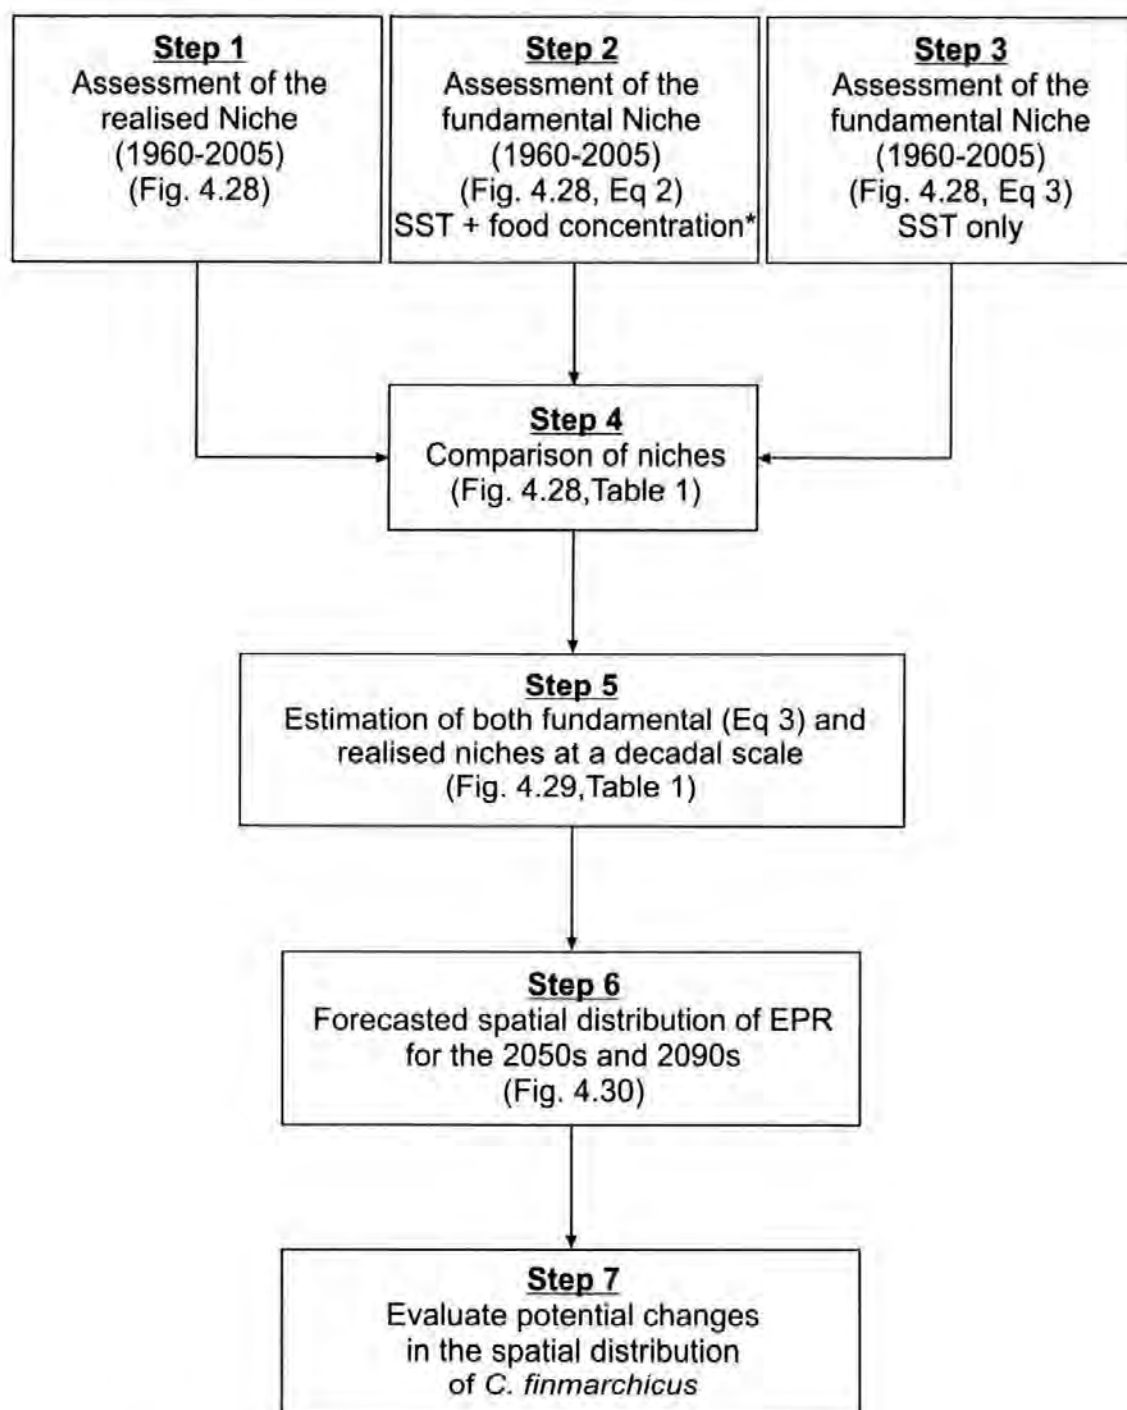 Step 1
Assessment of the
realised Niche
(1960-2005)
(Fig. 4.28)
Step 2
Assessment of the
fundamental Niche
(1960-2005)
(Fig. 4.28, Eq 2)
SST + food concentration*
Step 3
Assessment of the
fundamental Niche
(1960-2005)
(Fig. 4.28, Eq 3)
SST only
Step 4
Comparison of niches
(Fig. 4.28,Table 1)
Step 5
Estimation of both fundamental (Eq 3) and
realised niches at a decadal scale
(Fig. 4.29,Table 1)
Step 6
Forecasted spatial distribution of EPR
for the 2050s and 2090s
(Fig. 4.30)
Step 7
Evaluate potential changes
in the spatial distribution
of C. finmarchicus